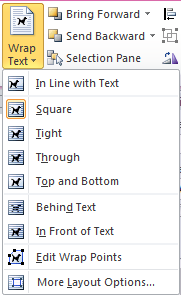 Wrap
Text
Bring Forward
Send Backward
Selection Pane
In Line with Text
Square
Tight
Through
Top and Bottom
Behind Text
In Front of Text
Edit Wrap Points
More Layout Options...